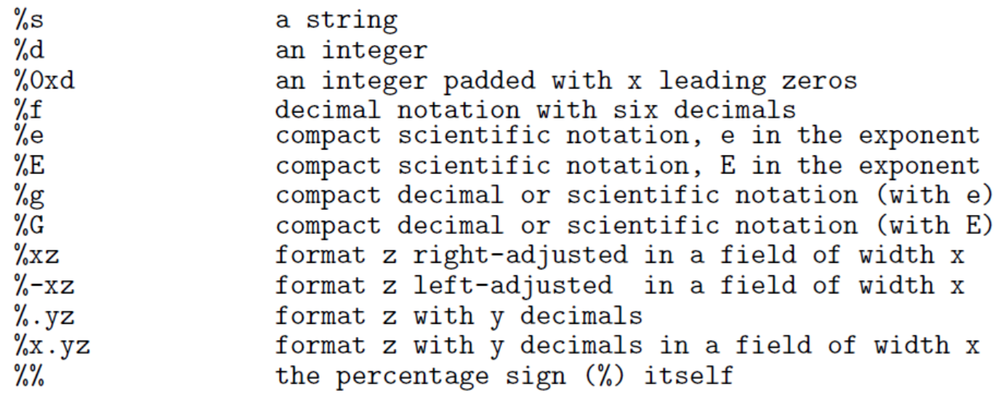 %s a string
%d an integer
%0xd an integer padded with x leading zeros
%f decimal notation with six decimals
%e compact scientific notation, e in the exponent
%E compact scientific notation, E in the exponent
%g compact decimal or scientific notation (with e)
%G compact decimal or scientific notation (with E)
%xz format z right-adjusted in a field of width x
%-xz format z left-adjusted in a field of width x
%.yz format z with y decimals
%x.yz format z with y decimals in a field of width x
%% the percentage sign (%) itself